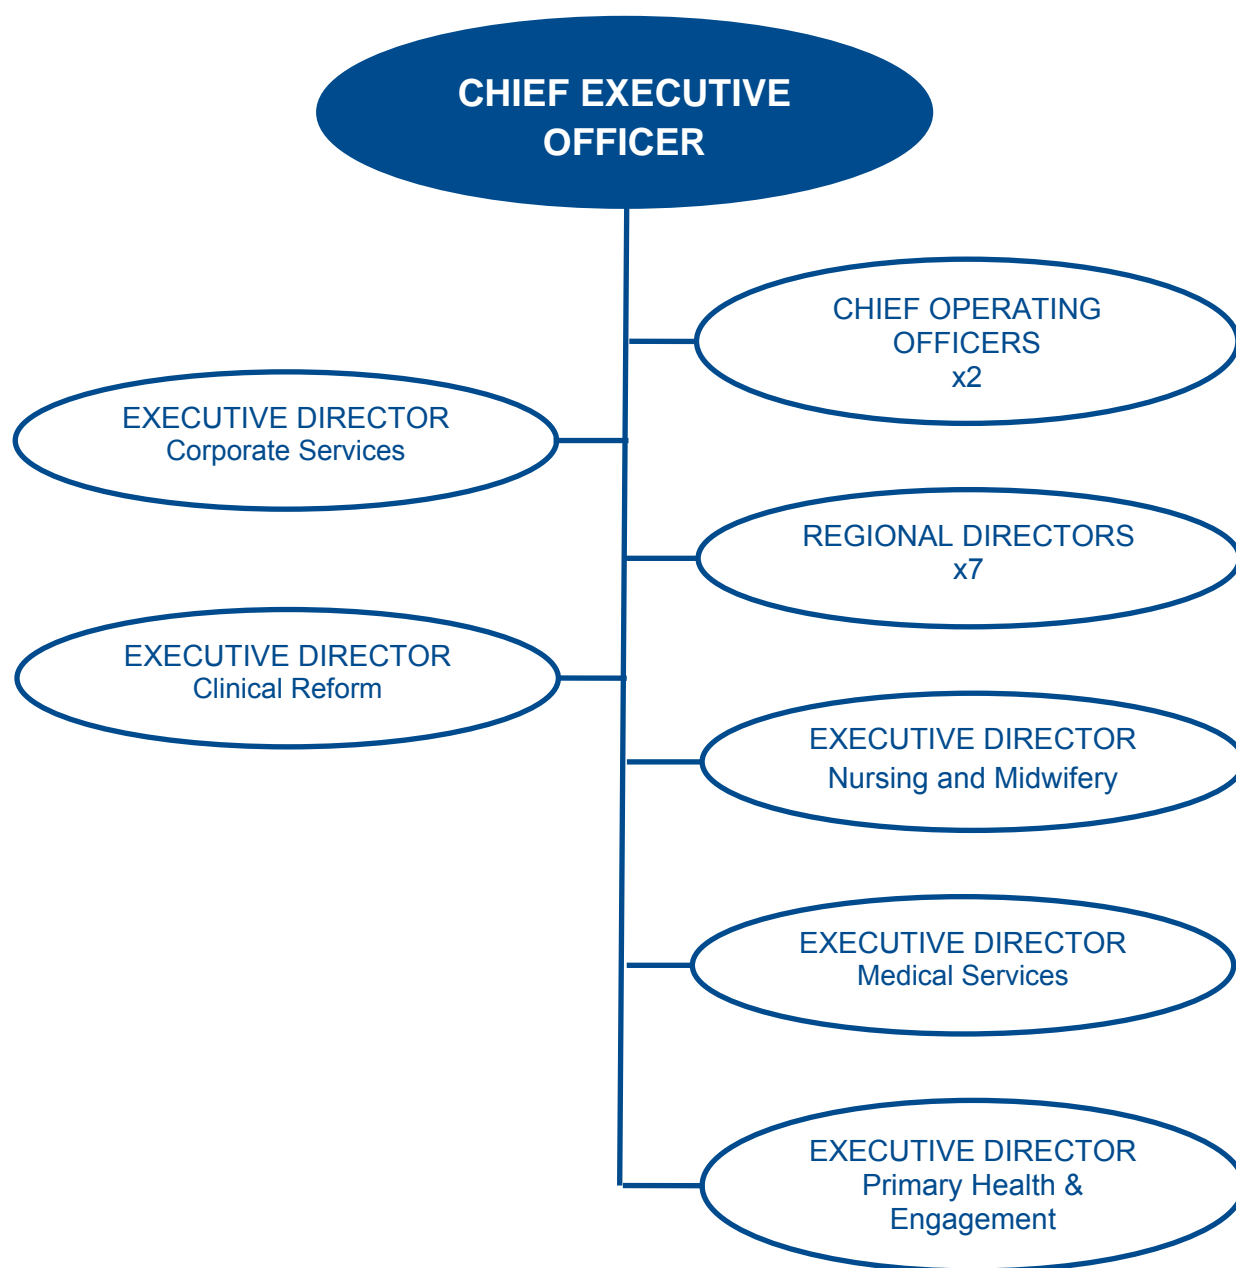 CHIEF EXECUTIVE
OFFICER
CHIEF OPERATING
OFFICERS
x2
EXECUTIVE DIRECTOR
Corporate Services
REGIONAL DIRECTORS
x7
EXECUTIVE DIRECTOR
Clinical Reform
EXECUTIVE DIRECTOR
Nursing and Midwifery
EXECUTIVE DIRECTOR
Medical Services
EXECUTIVE DIRECTOR
Primary Health &
Engagement